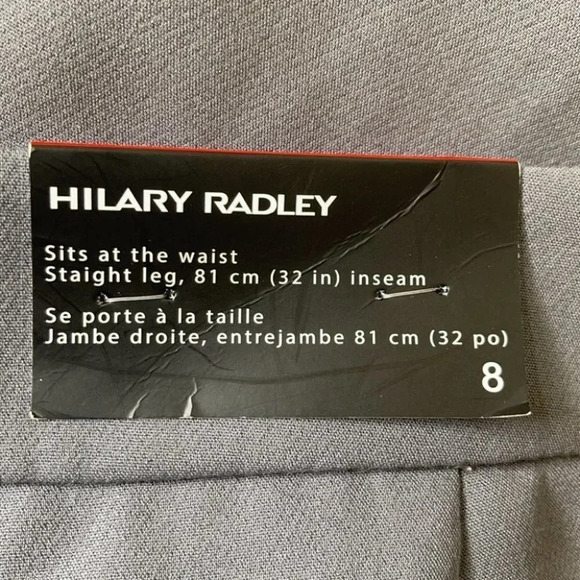 HILARY RADLEY
Sits at the waist
Staight leg, 81 cm (32 in) inseam
Se porte à la taille
Jambe droite, entrejambe 81 cm (32 po)
8